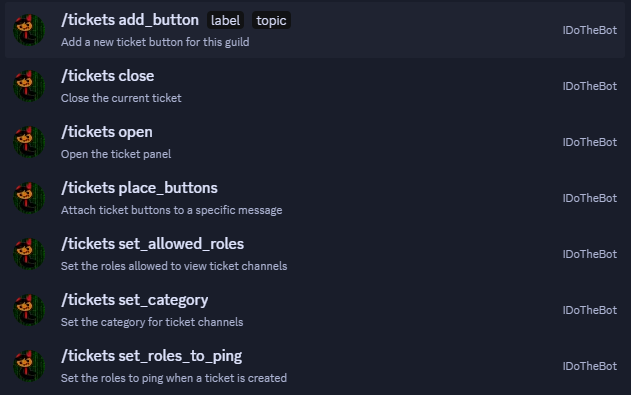 /tickets add_button label topic
Add a new ticket button for this guild
IDoTheBot
/tickets close
Close the current ticket
IDoTheBot
/tickets open
Open the ticket panel
IDoTheBot
/tickets place_buttons
Attach ticket buttons to a specific message
IDoTheBot
/tickets set_allowed_roles
Set the roles allowed to view ticket channels
IDoTheBot
/tickets set_category
Set the category for ticket channels
IDoTheBot
/tickets set_roles_to_ping
Set the roles to ping when a ticket is created
IDoTheBot